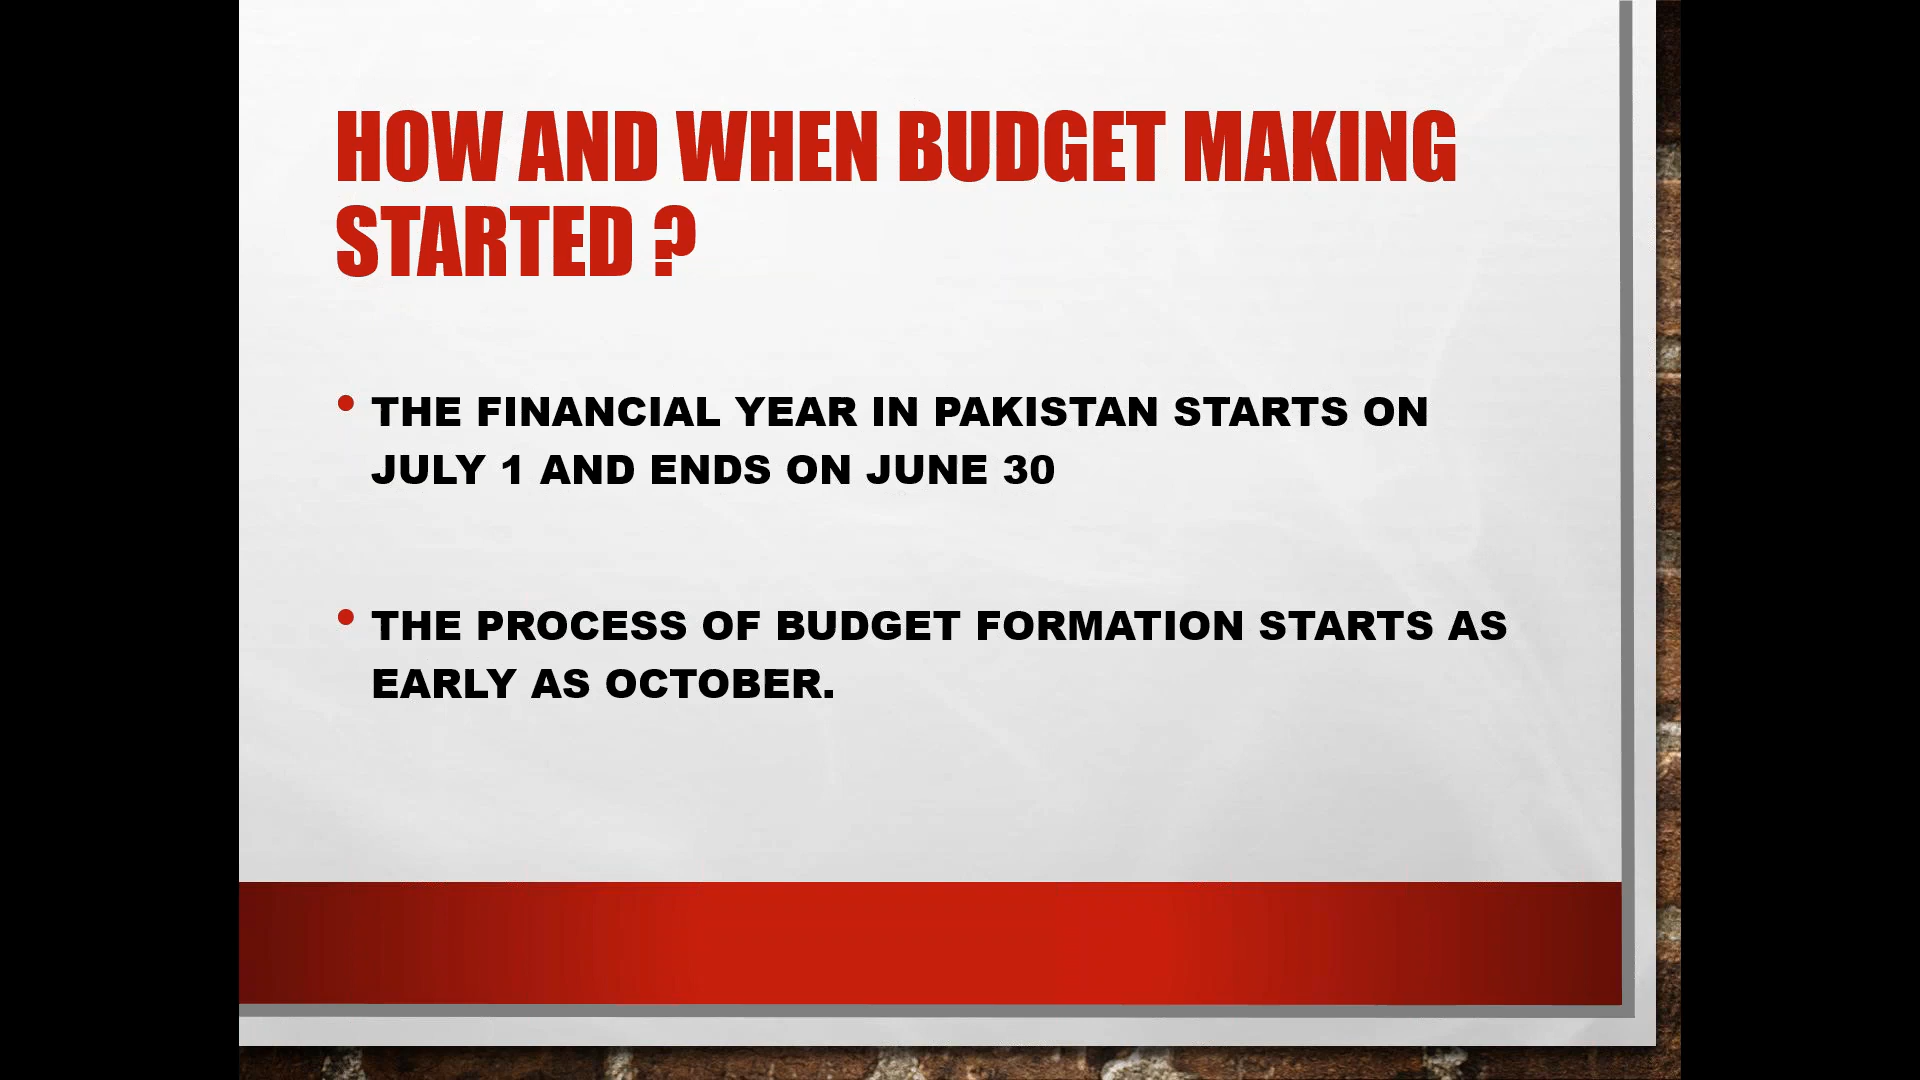 HOW AND WHEN BUDGET MAKING
STARTED ?
• THE FINANCIAL YEAR IN PAKISTAN STARTS ON
JULY 1 AND ENDS ON JUNE 30
• THE PROCESS OF BUDGET FORMATION STARTS AS
EARLY AS OCTOBER.